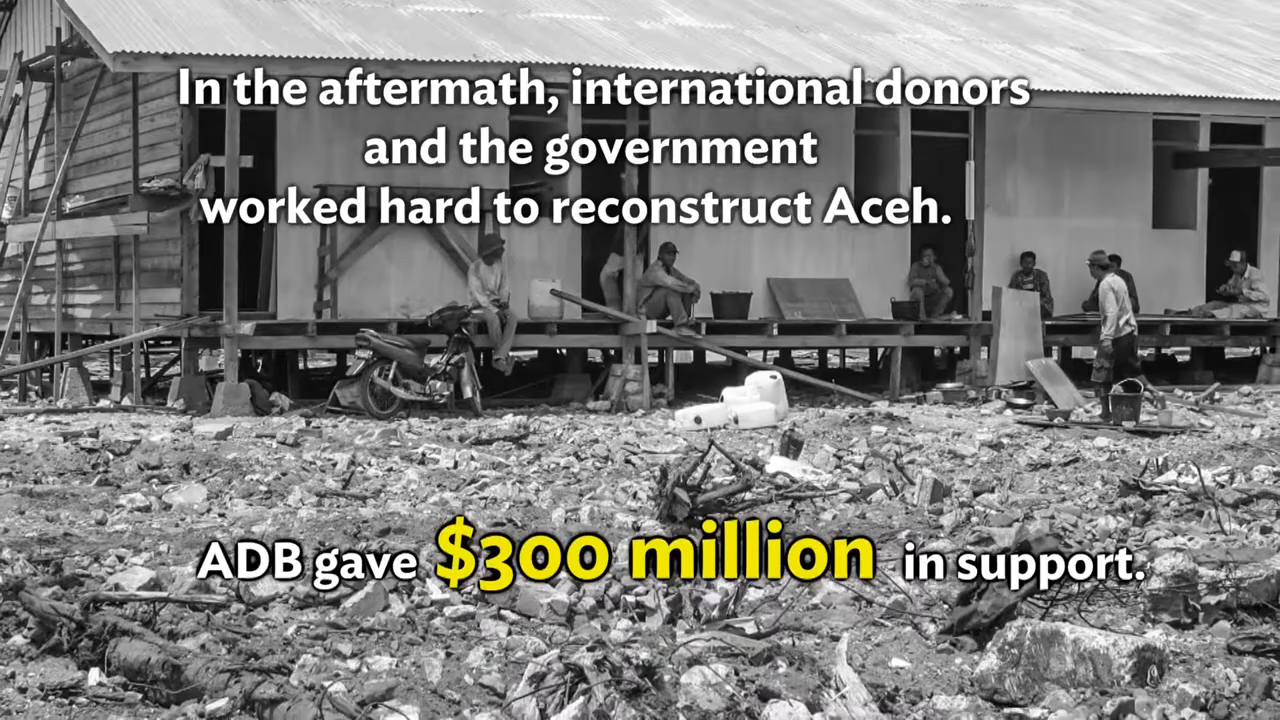 In the aftermath, international donors
and the government
worked hard to reconstruct Aceh.
ADB gave $300 million in support.